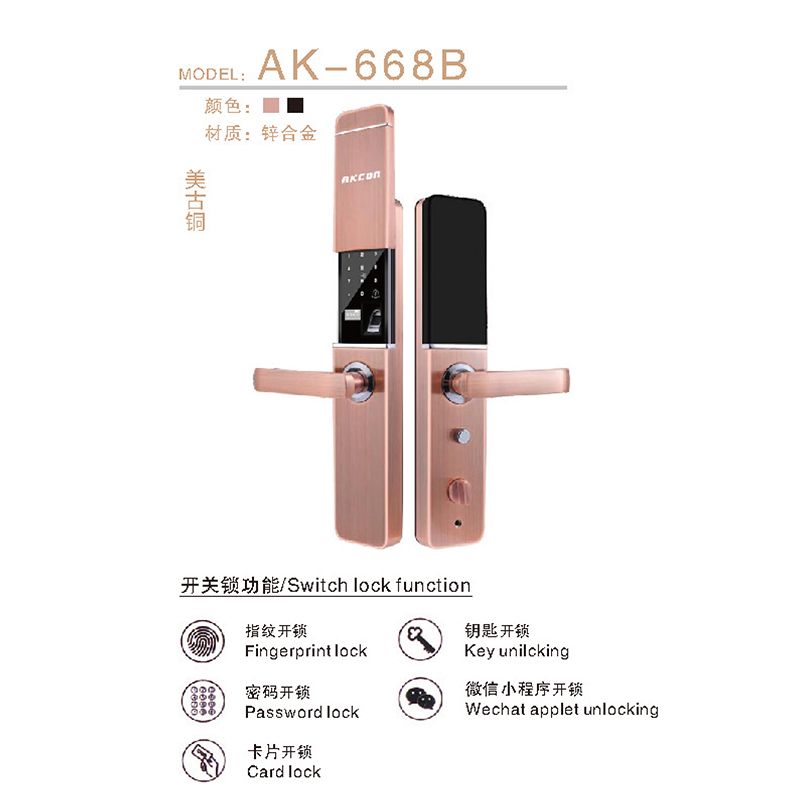 MODEL: AK-668B
颜色：
材质：锌合金
美古铜
AKCON
开关锁功能/Switch lock function
指纹开锁
Fingerprint lock
钥匙开锁
Key unilcking
密码开锁
Password lock
微信小程序开锁
Wechat applet unlocking
卡片开锁
Card lock